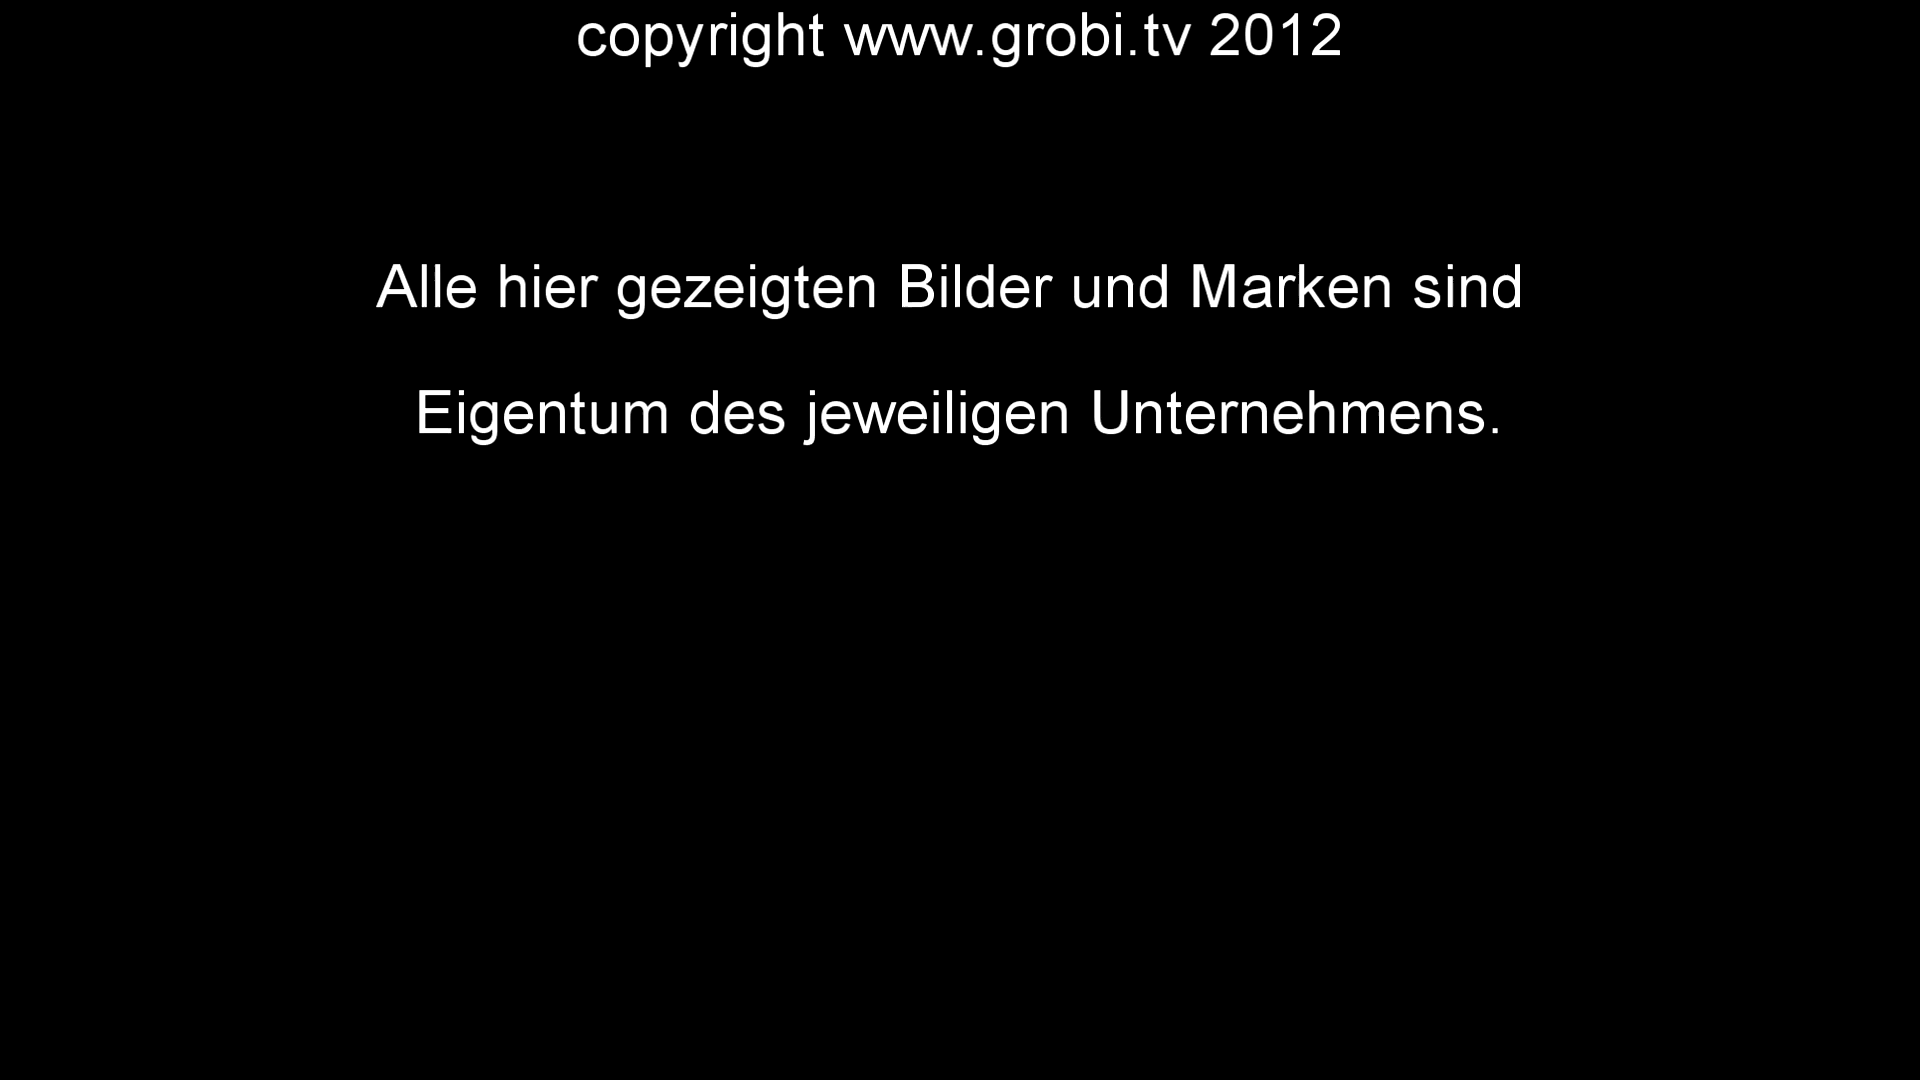 copyright www.grobi.tv 2012
Alle hier gezeigten Bilder und Marken sind
Eigentum des jeweiligen Unternehmens.